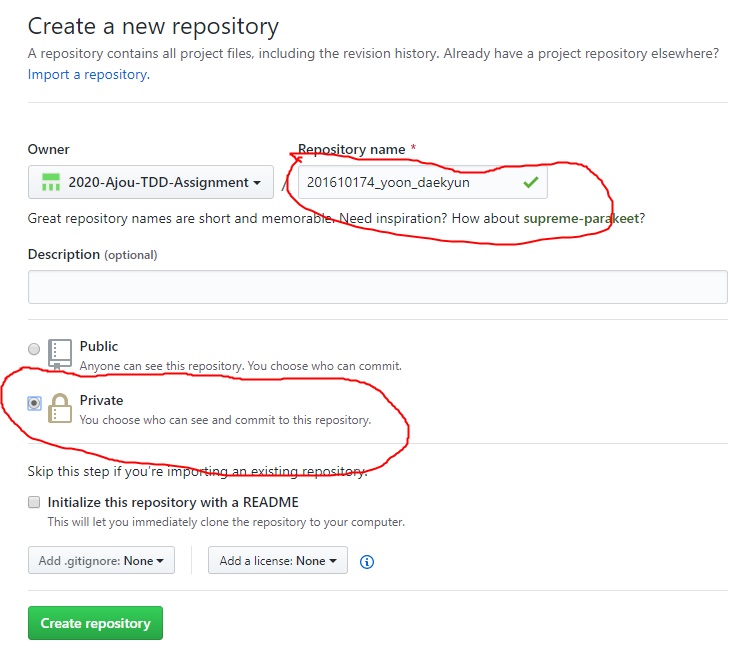 Create a new repository
A repository contains all project files, including the revision history. Already have a project repository elsewhere?
Import a repository.
Owner
Repository name *
2020-Ajou-TDD-Assignment
/
201610174_yoon_daekyun
Great repository names are short and memorable. Need inspiration? How about supreme-parakeet?
Description (optional)
Public
Anyone can see this repository. You choose who can commit.
Private
You choose who can see and commit to this repository.
Skip this step if you're importing an existing repository.
Initialize this repository with a README
This will let you immediately clone the repository to your computer.
Add .gitignore: None
Add a license: None
Create repository